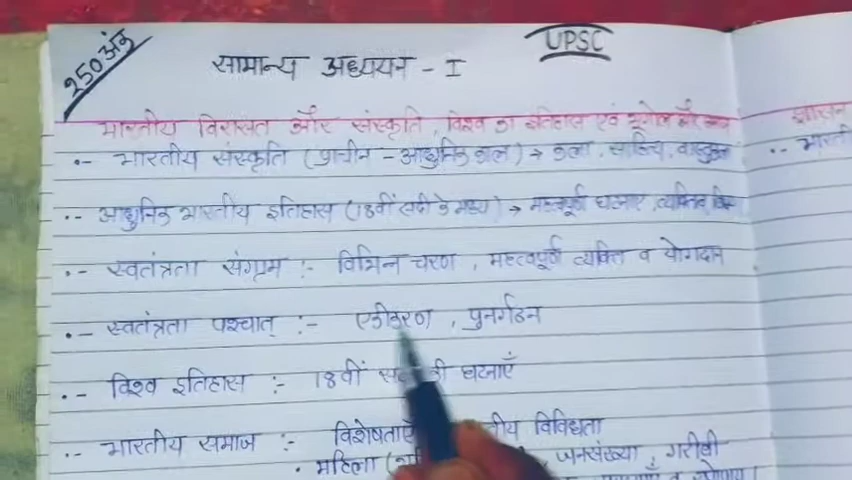 250 अंक
सामान्य अध्ययन - I
UPSC
भारतीय विरासत और संस्कृति, विश्व का इतिहास एवं भूगोल और समाज
:- भारतीय संस्कृति (प्राचीन - आधुनिक काल) → कला, साहित्य, वास्तुकला
:- आधुनिक भारतीय इतिहास (18वीं सदी के मध्य) → महत्वपूर्ण घटनाएं, व्यक्तित्व,
:- स्वतंत्रता संग्राम :- विभिन्न चरण, महत्वपूर्ण व्यक्ति व योगदान
:- स्वतंत्रता पश्चात् :- एकीकरण, पुनर्गठन
:- विश्व इतिहास :- 18वीं सदी की घटनाएँ
:- भारतीय समाज :- विशेषताएं विविधता
• महिला जनसंख्या, गरीबी